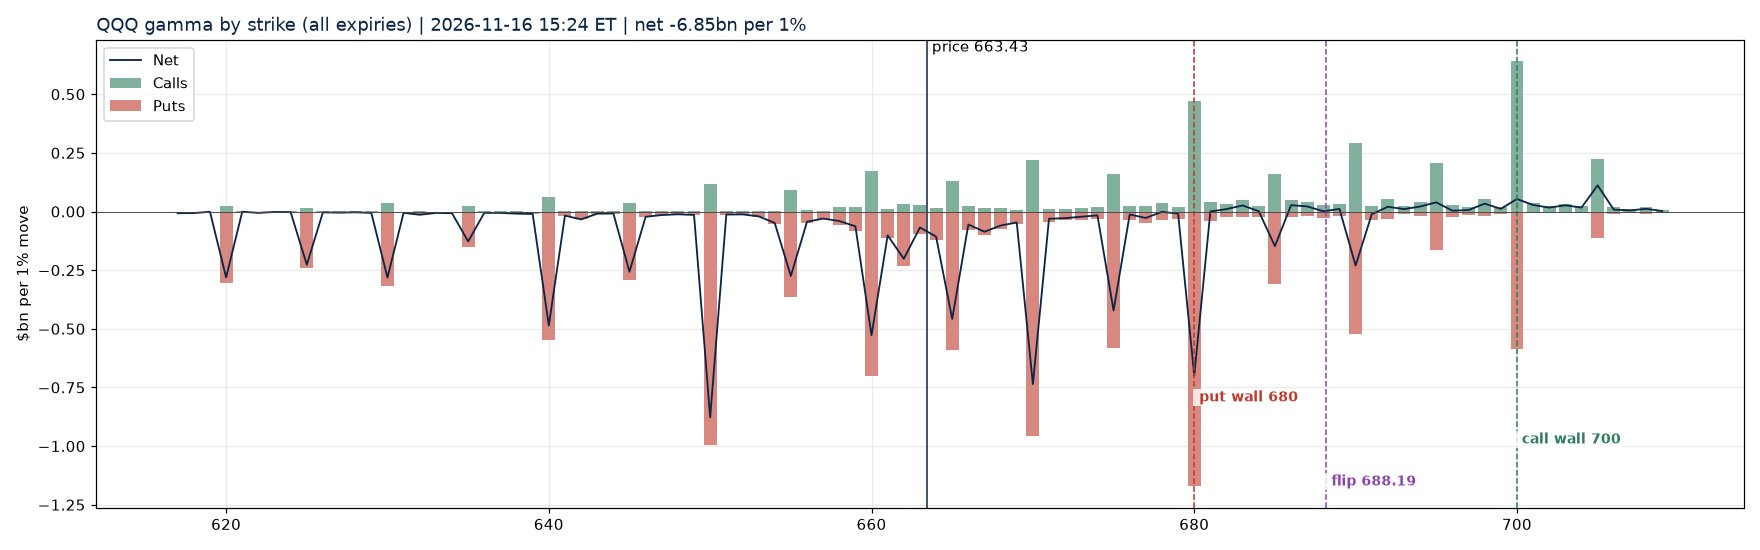 QQQ gamma by strike (all expiries) | 2026-11-16 15:24 ET | net -6.85bn per 1%
price 663.43
Net
Calls
Puts
0.50
0.25
0.00
−0.25
−0.50
−0.75
−1.00
−1.25
$bn per 1% move
put wall 680
call wall 700
flip 688.19
620
640
660
680
700